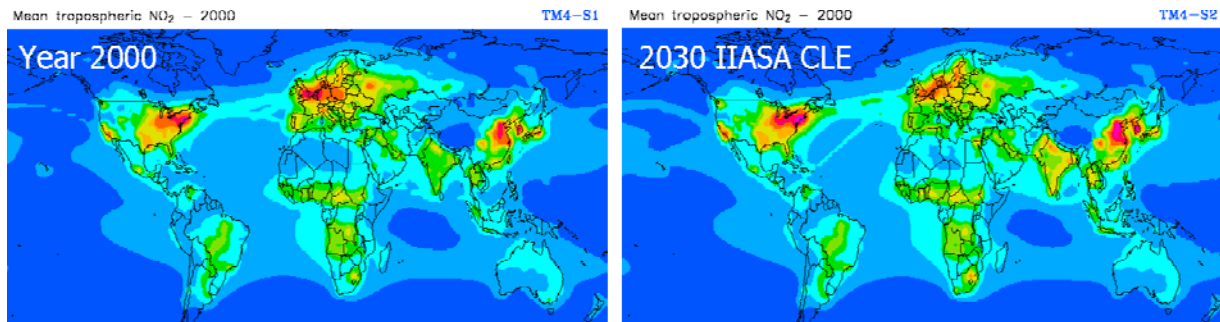 Mean tropospheric NO₂ – 2000 TM4-S1
Year 2000
Mean tropospheric NO₂ – 2000 TM4-S2
2030 IIASA CLE